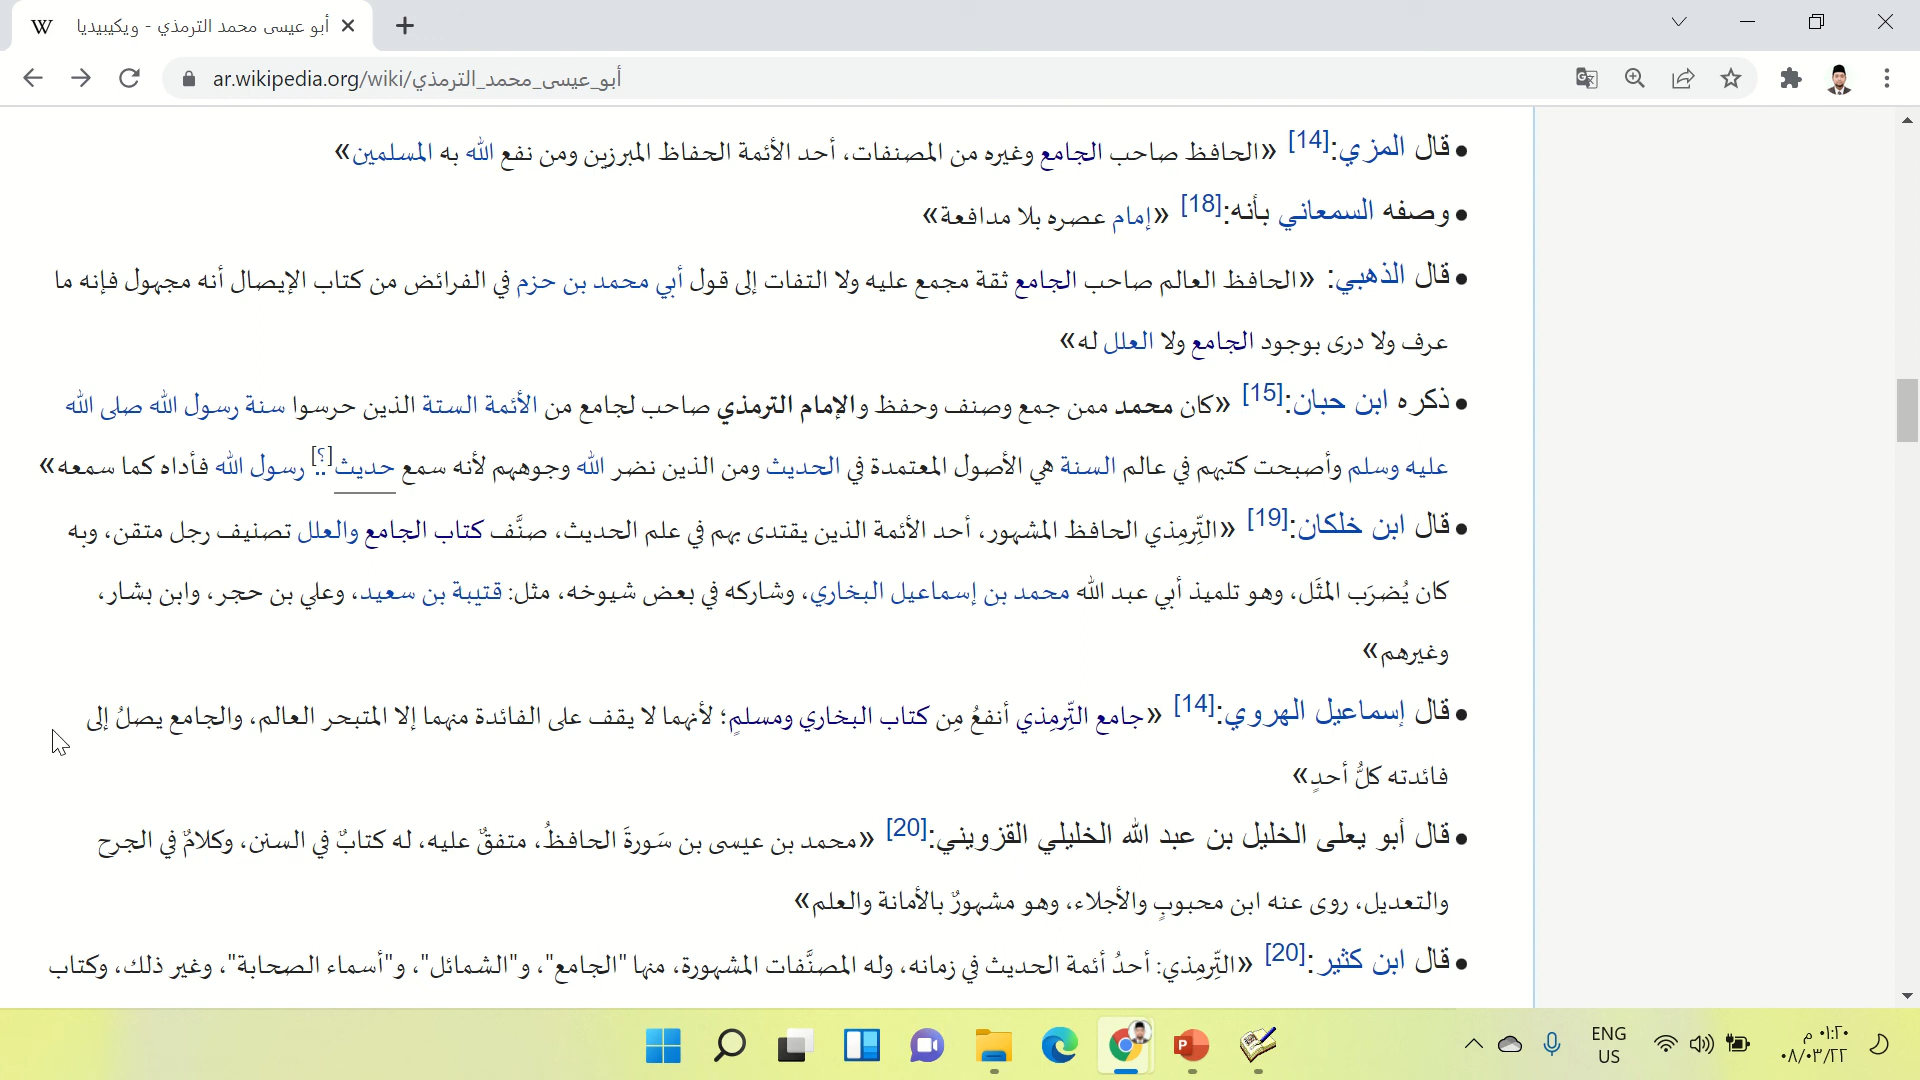 أبو عيسى محمد الترمذي - ويكيبيديا
ar.wikipedia.org/wiki/أبو_عيسى_محمد_الترمذي
قال المزي:[14] «الحافظ صاحب الجامع وغيره من المصنفات، أحد الأئمة الحفاظ المبرزين ومن نفع الله به المسلمين»
وصفه السمعاني بأنه:[18] «إمام عصره بلا مدافعة»
قال الذهبي: «الحافظ العالم صاحب الجامع ثقة مجمع عليه ولا التفات إلى قول أبي محمد بن حزم في الفرائض من كتاب الإيصال أنه مجهول فإنه ما
عرف ولا درى بوجود الجامع ولا العلل له»
ذكره ابن حبان:[15] «كان محمد ممن جمع وصنف وحفظ والإمام الترمذي صاحب لجامع من الأئمة الستة الذين حرسوا سنة رسول الله صلى الله
عليه وسلم وأصبحت كتبهم في عالم السنة هي الأصول المعتمدة في الحديث ومن الذين نضر الله وجوههم لأنه سمع حديث[؟] رسول الله فأداه كما سمعه»
قال ابن خلكان:[19] «التِّرمِذي الحافظ المشهور، أحد الأئمة الذين يقتدى بهم في علم الحديث، صنَّف كتاب الجامع والعلل تصنيف رجل متقن، وبه
كان يُضرَب المثَل، وهو تلميذ أبي عبد الله محمد بن إسماعيل البخاري، وشاركه في بعض شيوخه، مثل: قتيبة بن سعيد، وعلي بن حجر، وابن بشار،
وغيرهم»
قال إسماعيل الهروي:[14] «جامع التِّرمِذي أنفعُ مِن كتاب البخاري ومسلمٍ؛ لأنهما لا يقف على الفائدة منهما إلا المتبحر العالم، والجامع يصلُ إلى
فائدته كلُّ أحدٍ»
قال أبو يعلى الخليل بن عبد الله الخليلي القزويني:[20] «محمد بن عيسى بن سَورةَ الحافظُ، متفقٌ عليه، له كتابٌ في السنن، وكلامٌ في الجرح
والتعديل، روى عنه ابن محبوبٍ والأجلاء، وهو مشهورٌ بالأمانة والعلم»
قال ابن كثير:[20] «التِّرمِذي: أحدُ أئمة الحديث في زمانه، وله المصنَّفات المشهورة، منها "الجامع"، و"الشمائل"، و"أسماء الصحابة"، وغير ذلك، وكتاب
ENG
US
٠١:٢٠ م
٠٨/٠٣/٢٢